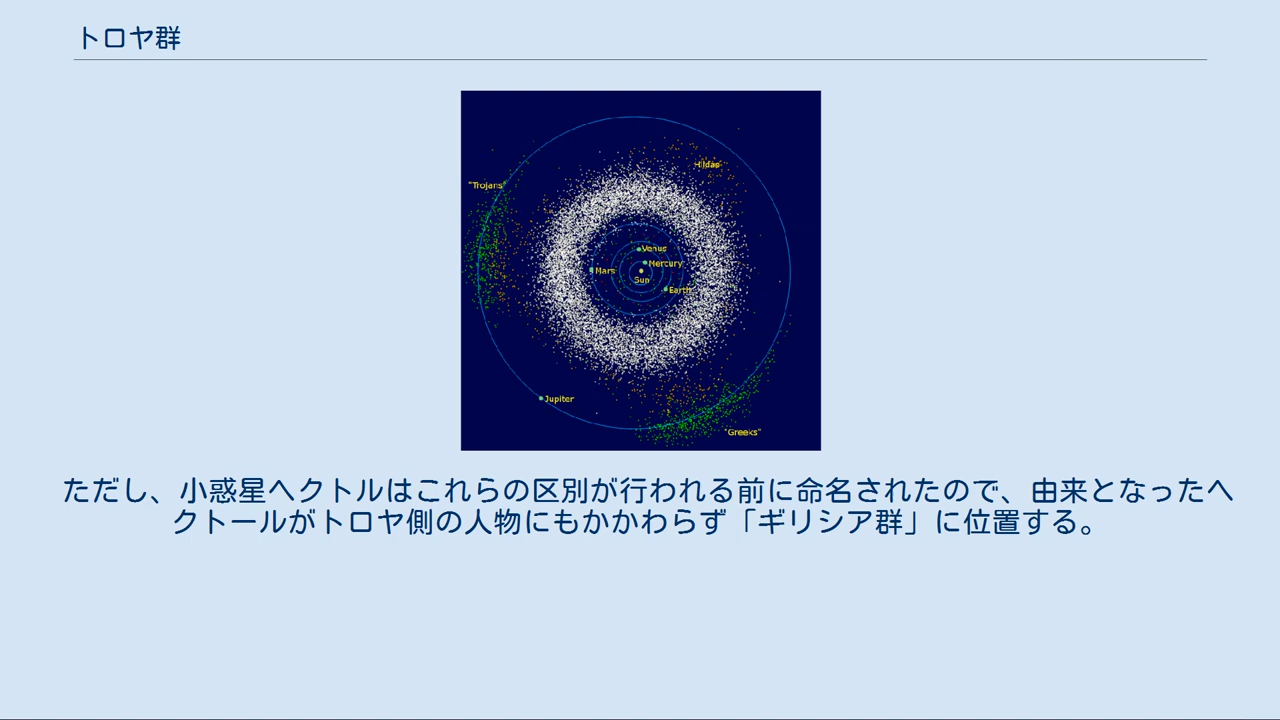 トロヤ群
Hildas
"Trojans"
Venus
Mercury
Mars
Sun
Earth
Jupiter
"Greeks"
ただし、小惑星ヘクトルはこれらの区別が行われる前に命名されたので、由来となったヘ
クトールがトロヤ側の人物にもかかわらず「ギリシア群」に位置する。